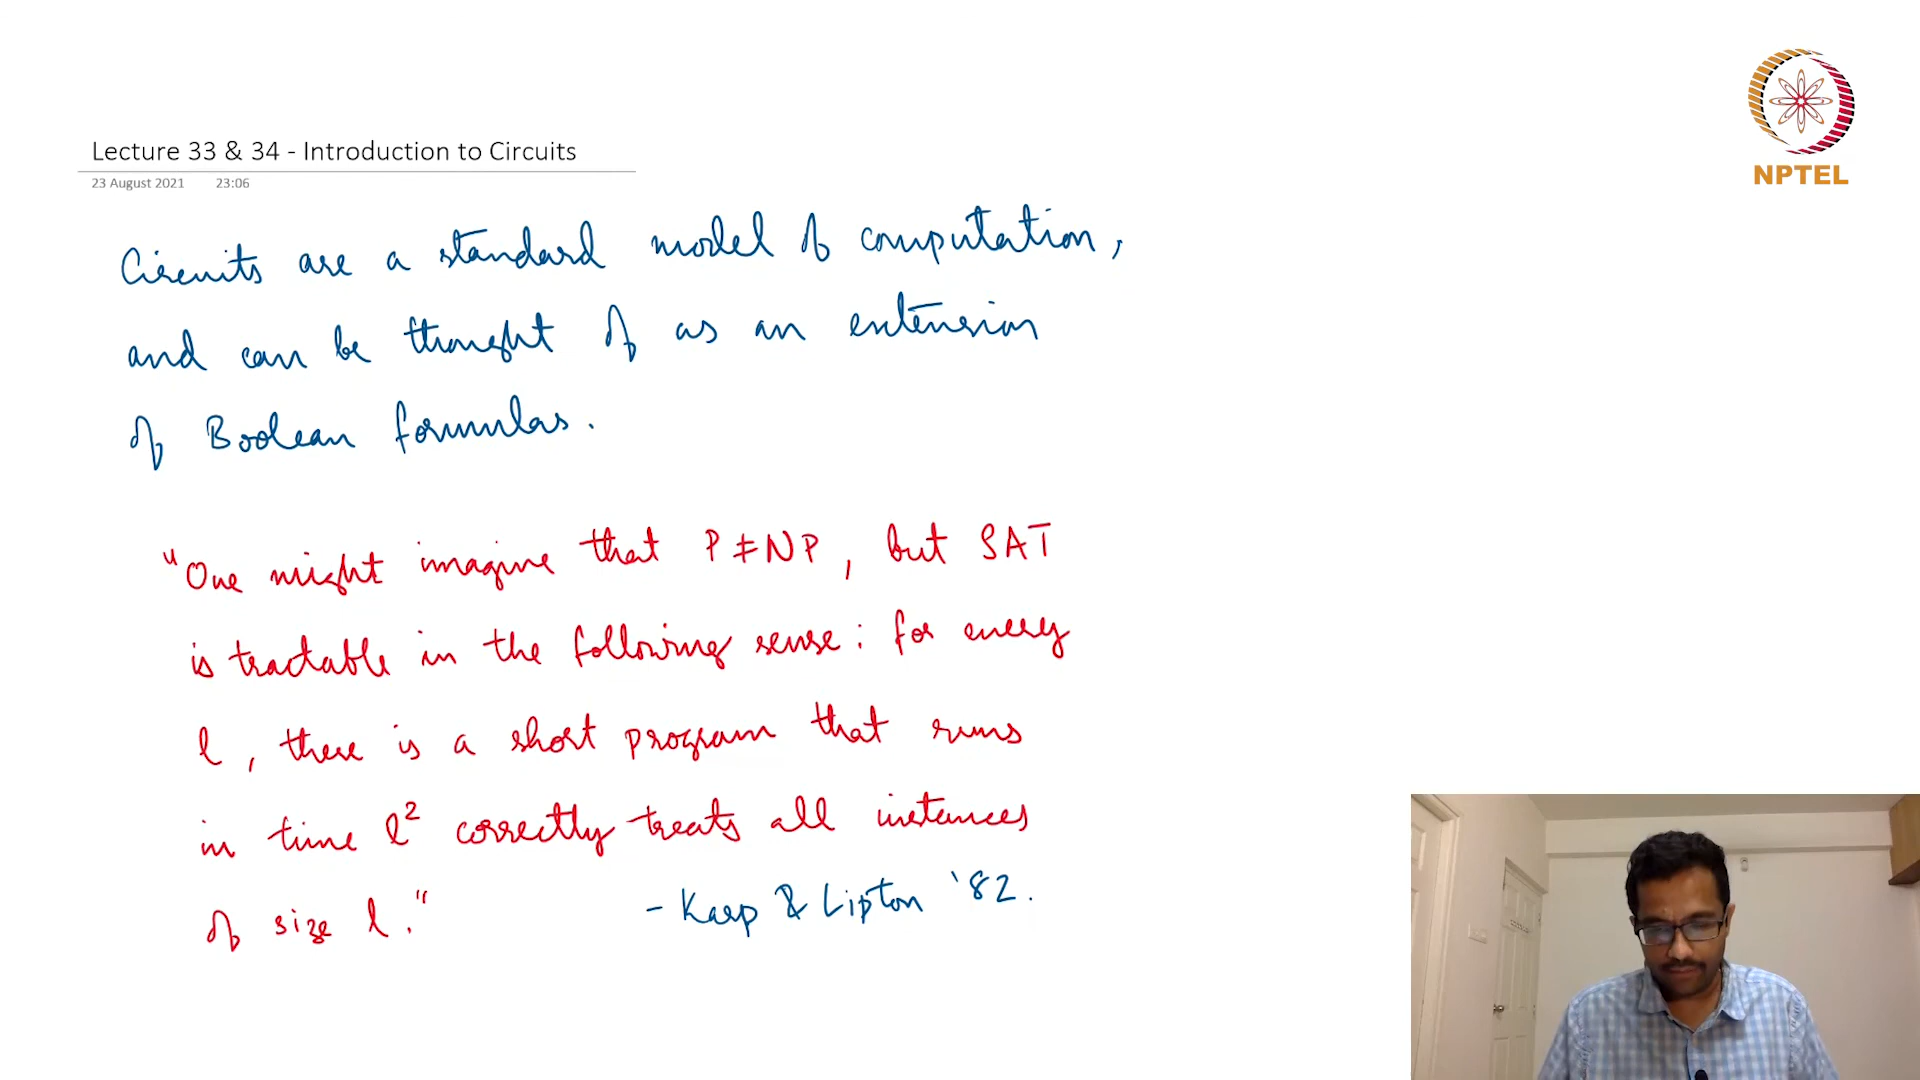 NPTEL
Lecture 33 & 34 - Introduction to Circuits
23 August 2021 23:06
Circuits are a standard model of computation,
and can be thought of as an extension
of Boolean formulas.
"One might imagine that P≠NP, but SAT
is tractable in the following sense: for every
l, there is a short program that runs
in time l² correctly treats all instances
of size l."
- Karp & Lipton '82.